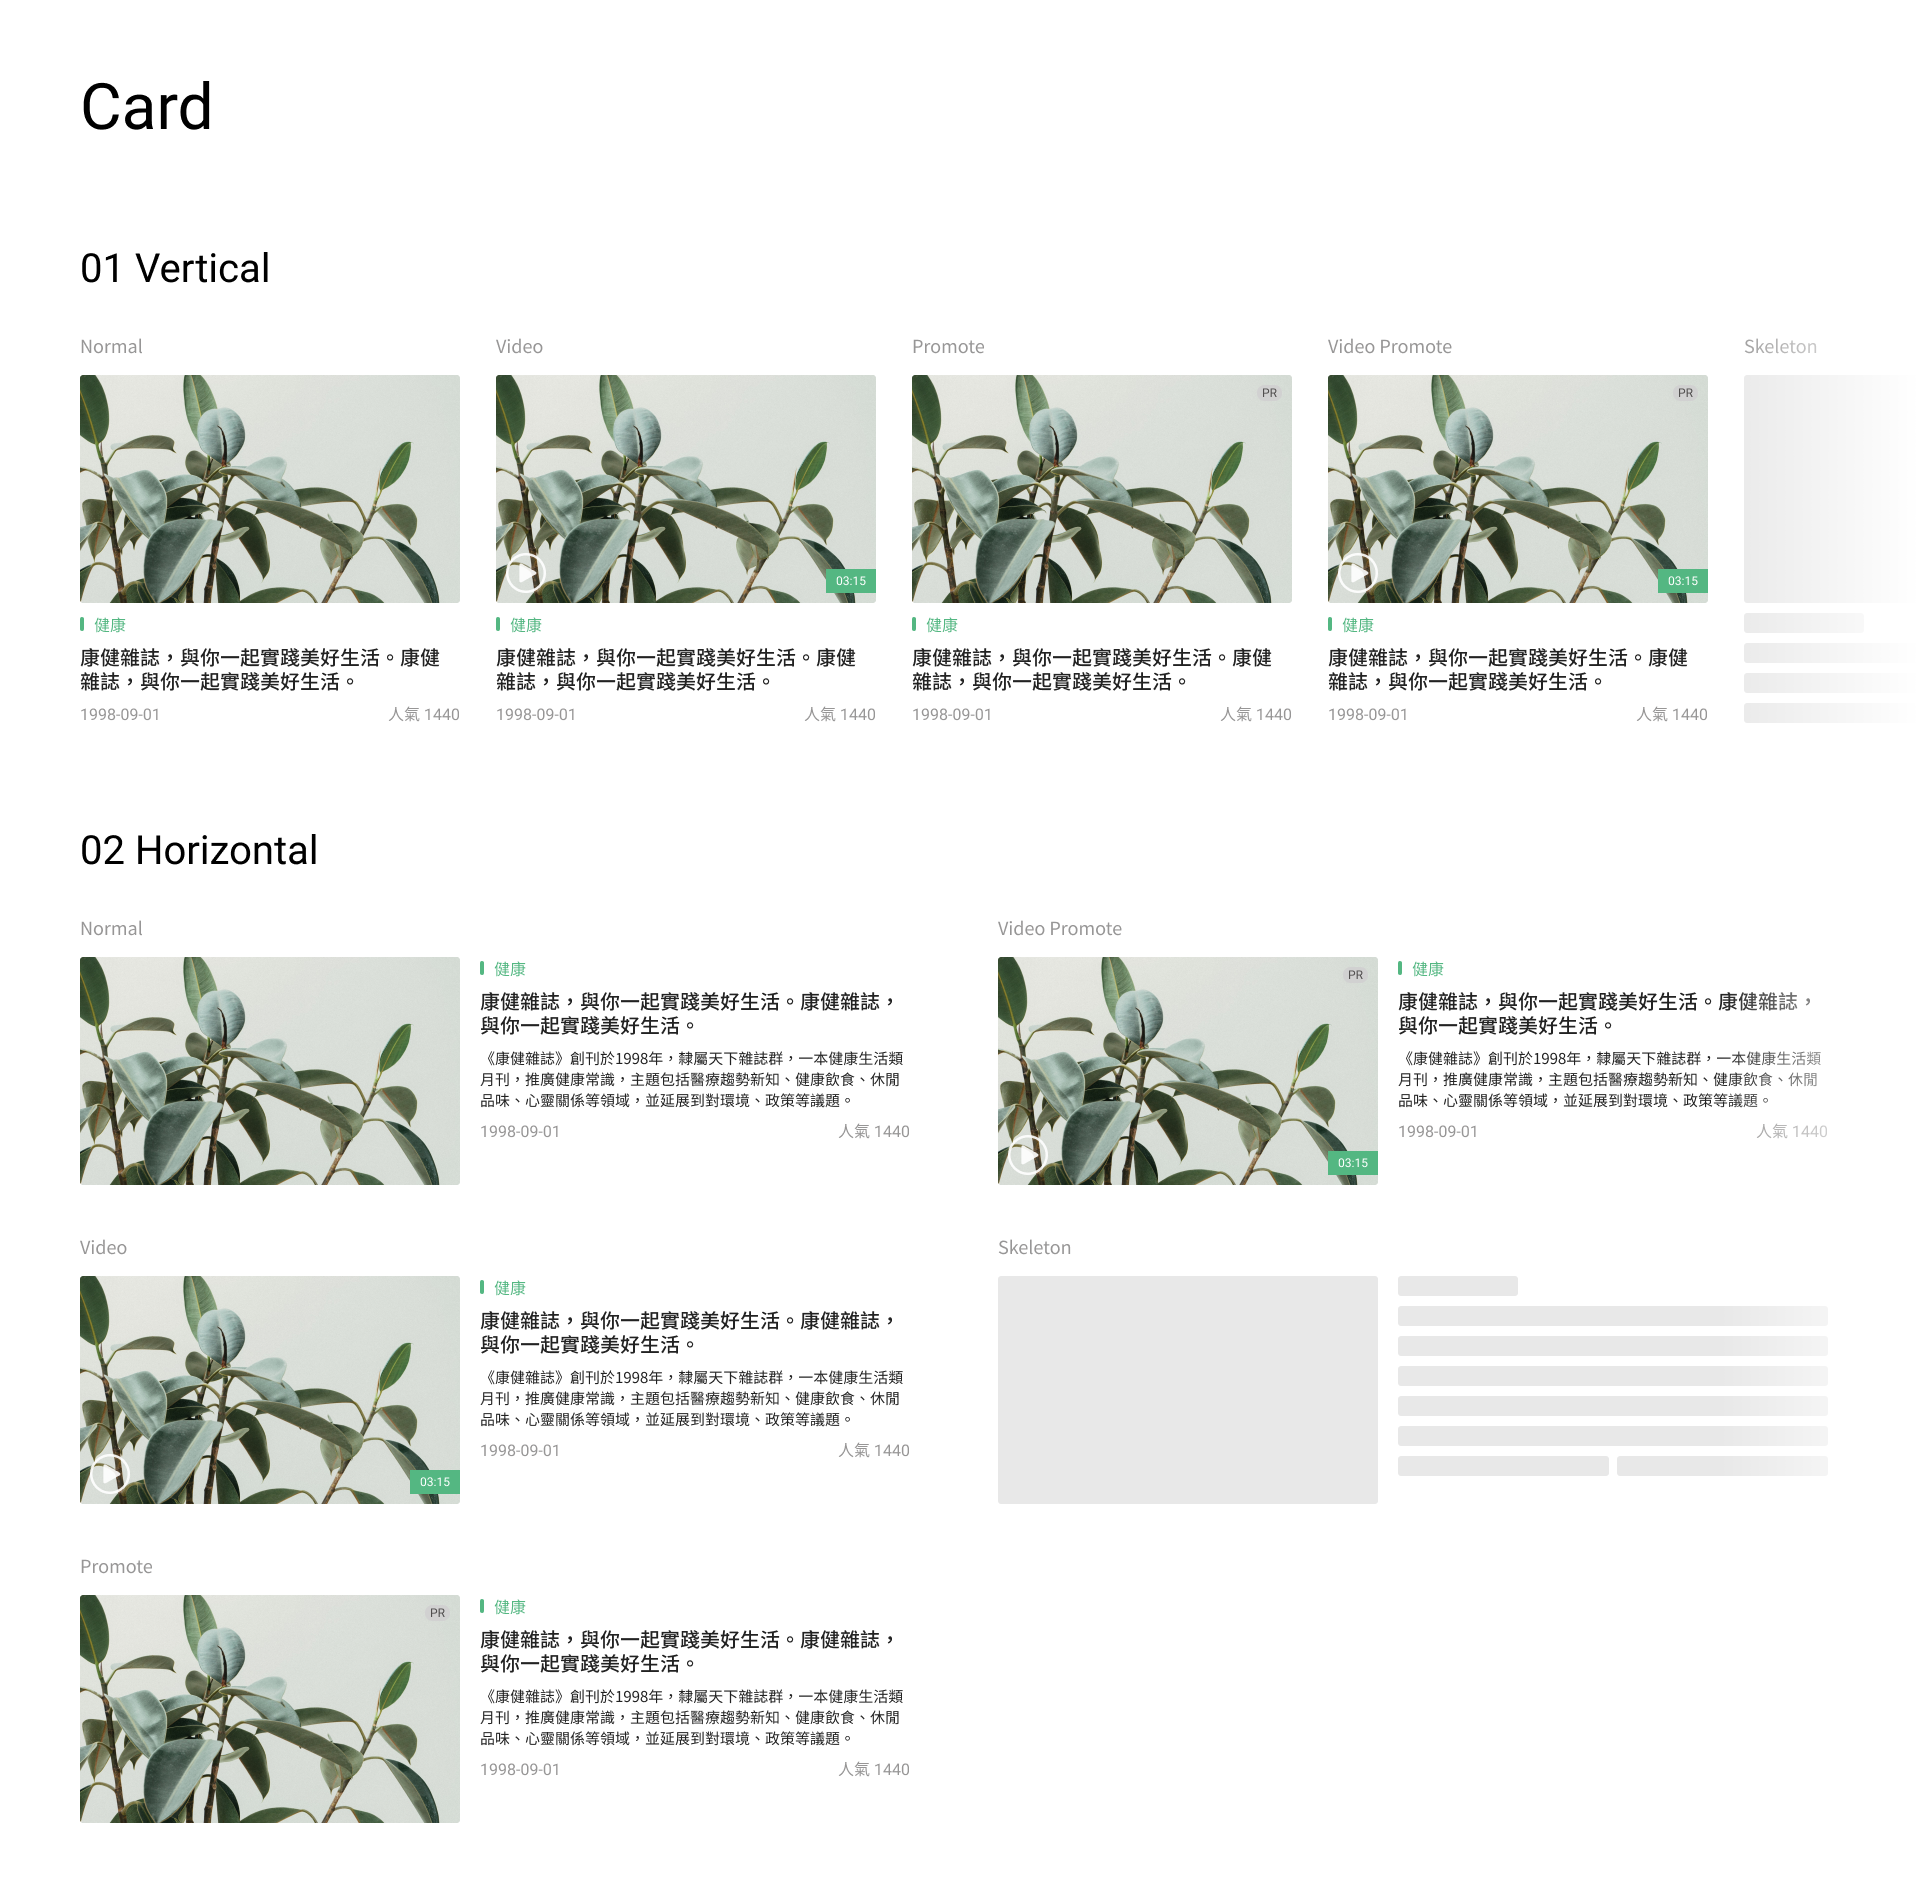 Card
01 Vertical
Normal
Video
Promote
Video Promote
Skeleton
健康
康健雜誌，與你一起實踐美好生活。康健
雜誌，與你一起實踐美好生活。
1998-09-01
人氣 1440
03:15
健康
康健雜誌，與你一起實踐美好生活。康健
雜誌，與你一起實踐美好生活。
1998-09-01
人氣 1440
PR
健康
康健雜誌，與你一起實踐美好生活。康健
雜誌，與你一起實踐美好生活。
1998-09-01
人氣 1440
PR
03:15
健康
康健雜誌，與你一起實踐美好生活。康健
雜誌，與你一起實踐美好生活。
1998-09-01
人氣 1440
02 Horizontal
Normal
健康
康健雜誌，與你一起實踐美好生活。康健雜誌，
與你一起實踐美好生活。
《康健雜誌》創刊於1998年，隸屬天下雜誌群，一本健康生活類
月刊，推廣健康常識，主題包括醫療趨勢新知、健康飲食、休閒
品味、心靈關係等領域，並延展到對環境、政策等議題。
1998-09-01
人氣 1440
Video Promote
PR
03:15
健康
康健雜誌，與你一起實踐美好生活。康健雜誌，
與你一起實踐美好生活。
《康健雜誌》創刊於1998年，隸屬天下雜誌群，一本健康生活類
月刊，推廣健康常識，主題包括醫療趨勢新知、健康飲食、休閒
品味、心靈關係等領域，並延展到對環境、政策等議題。
1998-09-01
人氣 1440
Video
03:15
健康
康健雜誌，與你一起實踐美好生活。康健雜誌，
與你一起實踐美好生活。
《康健雜誌》創刊於1998年，隸屬天下雜誌群，一本健康生活類
月刊，推廣健康常識，主題包括醫療趨勢新知、健康飲食、休閒
品味、心靈關係等領域，並延展到對環境、政策等議題。
1998-09-01
人氣 1440
Skeleton
Promote
PR
健康
康健雜誌，與你一起實踐美好生活。康健雜誌，
與你一起實踐美好生活。
《康健雜誌》創刊於1998年，隸屬天下雜誌群，一本健康生活類
月刊，推廣健康常識，主題包括醫療趨勢新知、健康飲食、休閒
品味、心靈關係等領域，並延展到對環境、政策等議題。
1998-09-01
人氣 1440